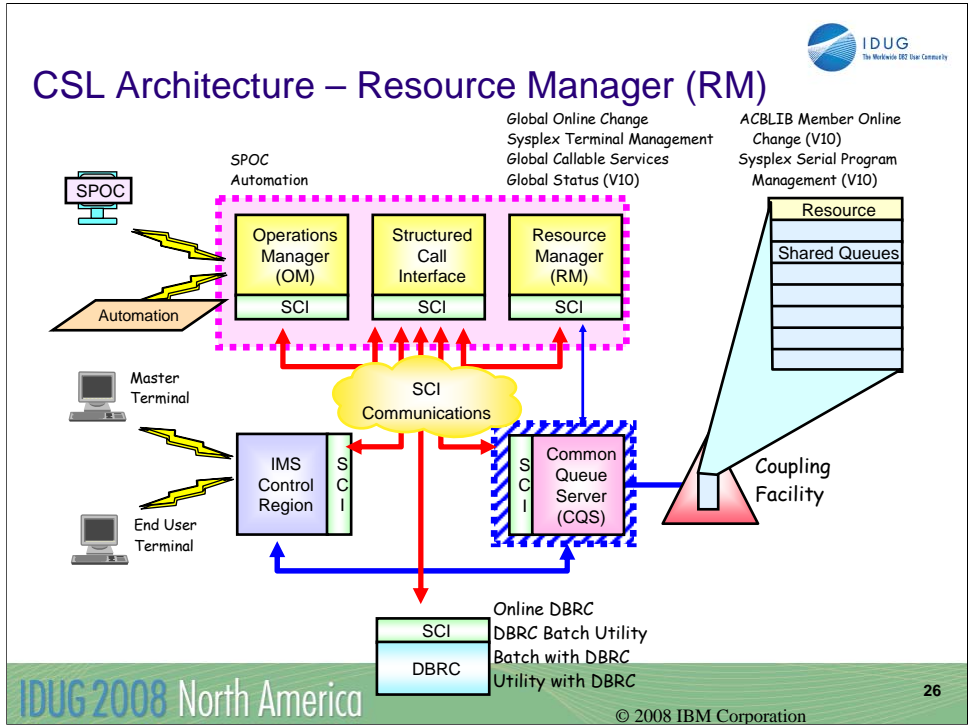 IDUG
The Worldwide DB2 User Community
CSL Architecture – Resource Manager (RM)
Global Online Change
Sysplex Terminal Management
Global Callable Services
Global Status (V10)
ACBLIB Member Online
Change (V10)
Sysplex Serial Program
Management (V10)
SPOC
Automation
SPOC
Automation
Operations
Manager
(OM)
SCI
Structured
Call
Interface
SCI
Resource
Manager
(RM)
SCI
Resource
Shared Queues
Master
Terminal
End User
Terminal
SCI
Communications
IMS
Control
Region
S
C
I
S
C
I
Common
Queue
Server
(CQS)
Coupling
Facility
SCI
DBRC
Online DBRC
DBRC Batch Utility
Batch with DBRC
Utility with DBRC
IDUG 2008 North America
© 2008 IBM Corporation
26